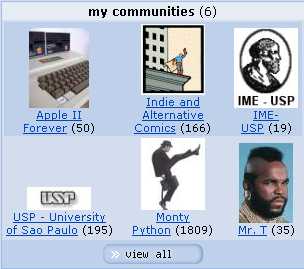 my communities (6)
IME - USP
Apple II
Forever (50)
Indie and
Alternative
Comics (166)
IME-
USP (19)
USP
USP - University
of Sao Paulo (195)
Monty
Python (1809)
Mr. T (35)
view all